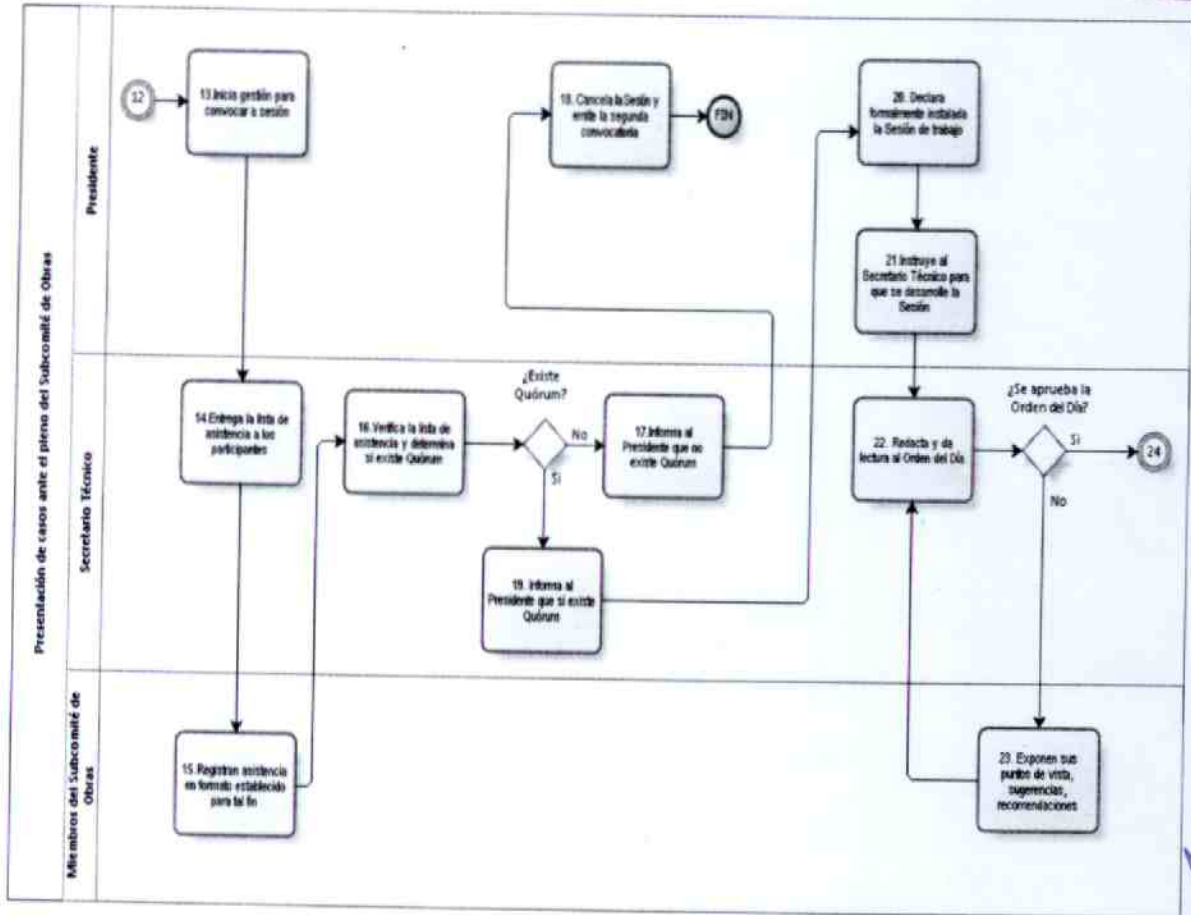 Presentación de casos ante el pleno del Subcomité de Obras
Presidente
12
13.Inicia gestión para
convocar a sesión
18. Cancela la Sesión y
emite la segunda
convocatoria
FIN
20. Declara
formalmente instalada
la Sesión de trabajo
21 Instruye al
Secretario Técnico para
que se desarrolle la
Sesión
Secretario Técnico
14.Entrega la lista de
asistencia a los
participantes
16. Verifica la lista de
asistencia y determina
si existe Quórum
¿Existe
Quórum?
No
Si
17.Informa al
Presidente que no
existe Quórum
19. Informa al
Presidente que sí existe
Quórum
22. Redacta y da
lectura al Orden del Día
¿Se aprueba la
Orden del Día?
Si
24
No
Miembros del Subcomité de
Obras
15.Registran asistencia
en formato establecido
para tal fin
23. Exponen sus
puntos de vista,
sugerencias,
recomendaciones